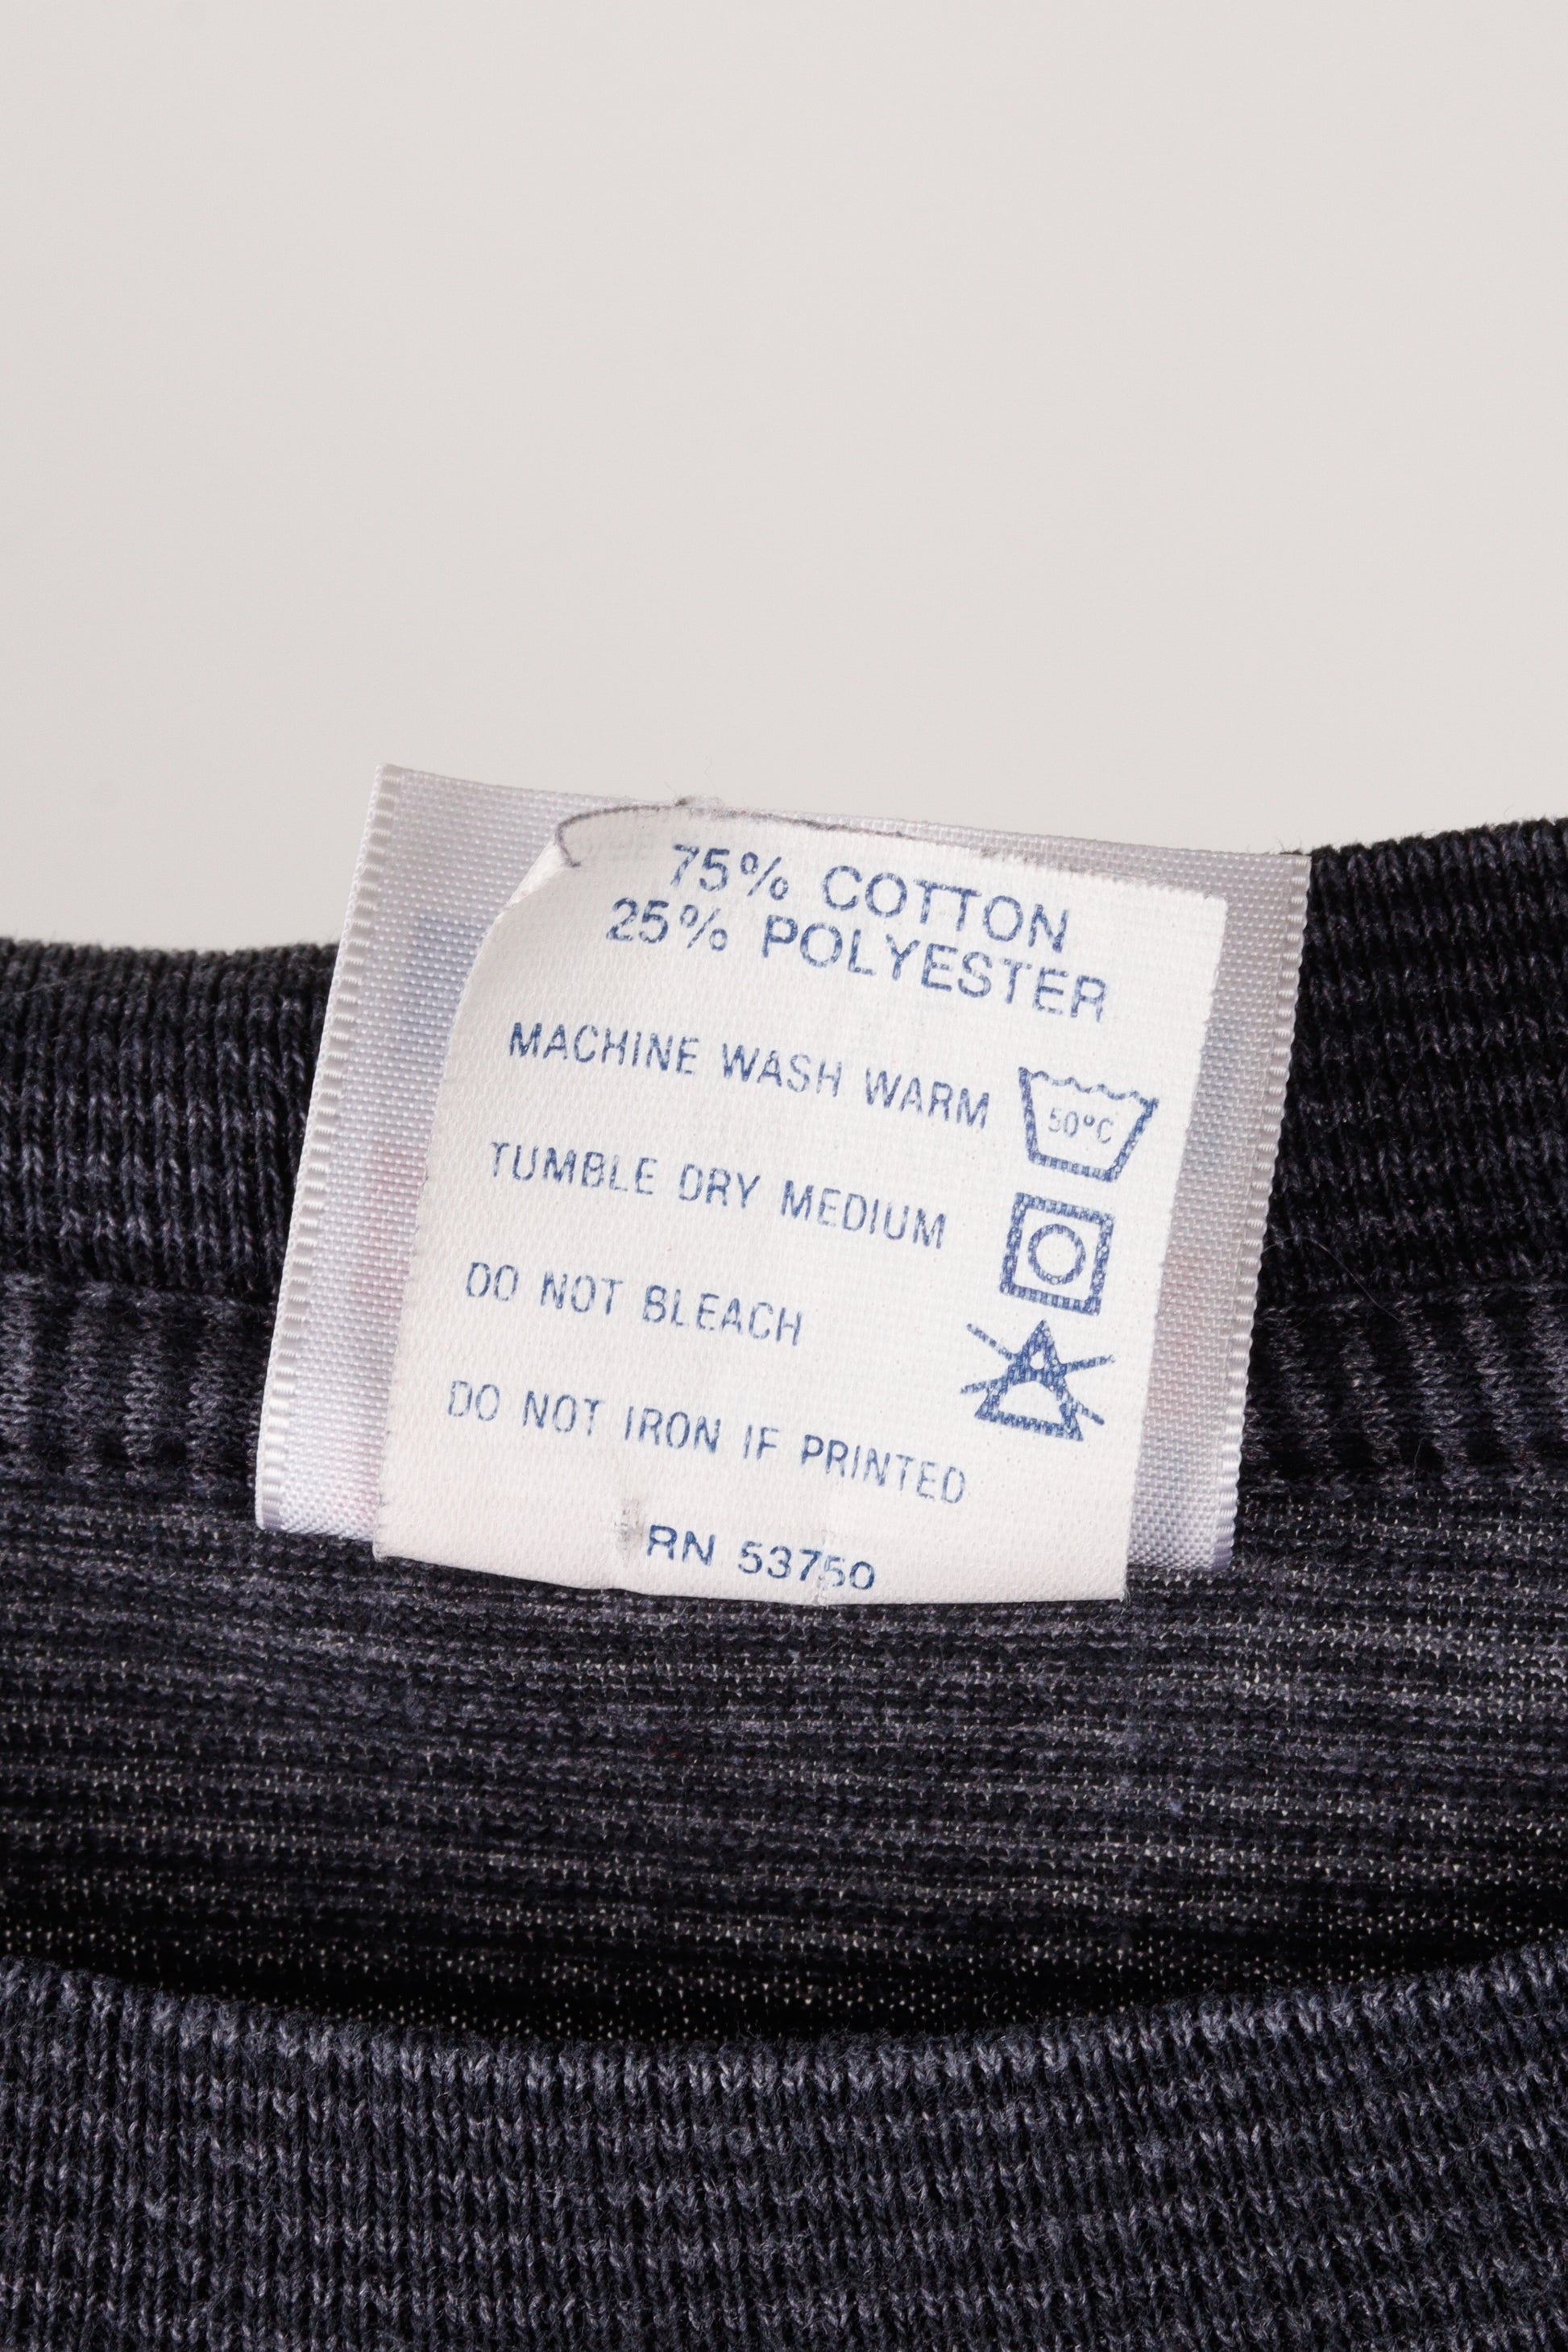 75% COTTON
25% POLYESTER
MACHINE WASH WARM 50°C
TUMBLE DRY MEDIUM
DO NOT BLEACH
DO NOT IRON IF PRINTED
RN 53750